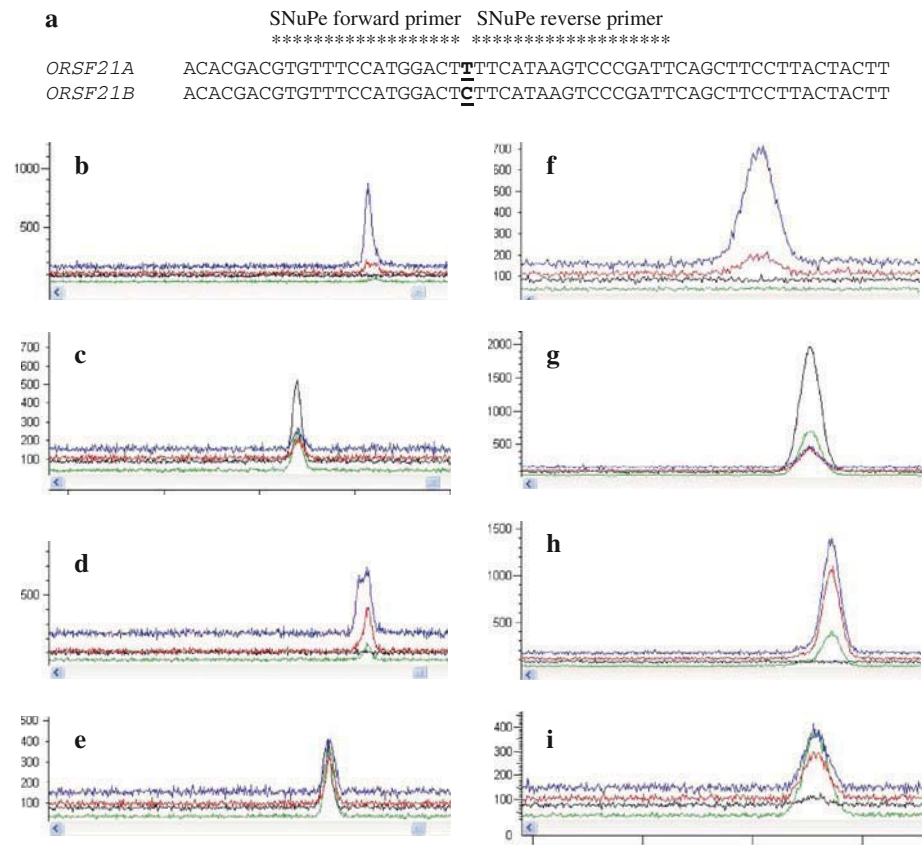 a
SNuPe forward primer SNuPe reverse primer
****************** *******************
ORSF21A ACACGACGTGTTTCCATGGACTTTTCATAAGTCCCGATTCAGCTTCCTTACTACTT
ORSF21B ACACGACGTGTTTCCATGGACTCTTCATAAGTCCCGATTCAGCTTCCTTACTACTT
b
1000
500
f
700
600
500
400
300
200
100
c
700
600
500
400
300
200
100
g
2000
1500
1000
500
d
500
h
1500
1000
500
e
500
400
300
200
100
i
400
300
200
100
0